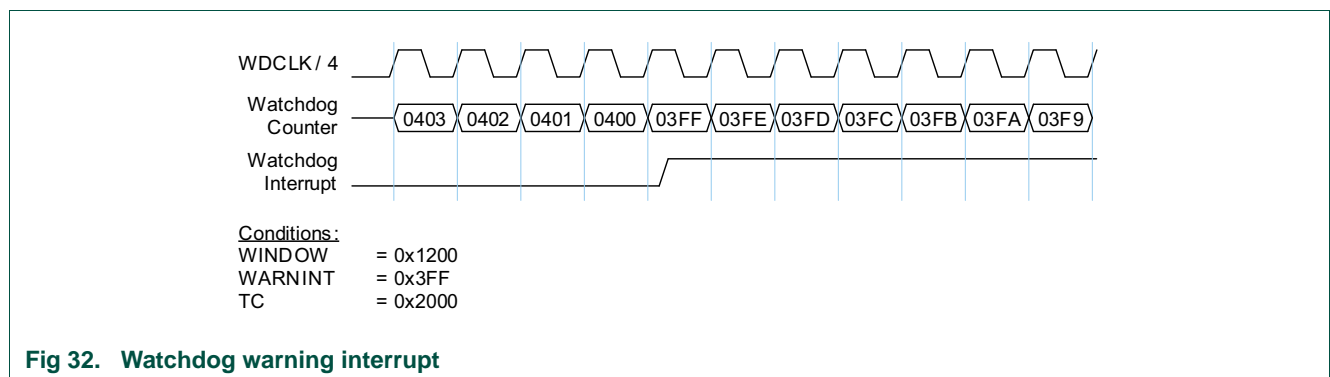 WDCLK / 4
Watchdog
Counter
0403 0402 0401 0400 03FF 03FE 03FD 03FC 03FB 03FA 03F9
Watchdog
Interrupt
Conditions:
WINDOW = 0x1200
WARNINT = 0x3FF
TC = 0x2000
Fig 32. Watchdog warning interrupt